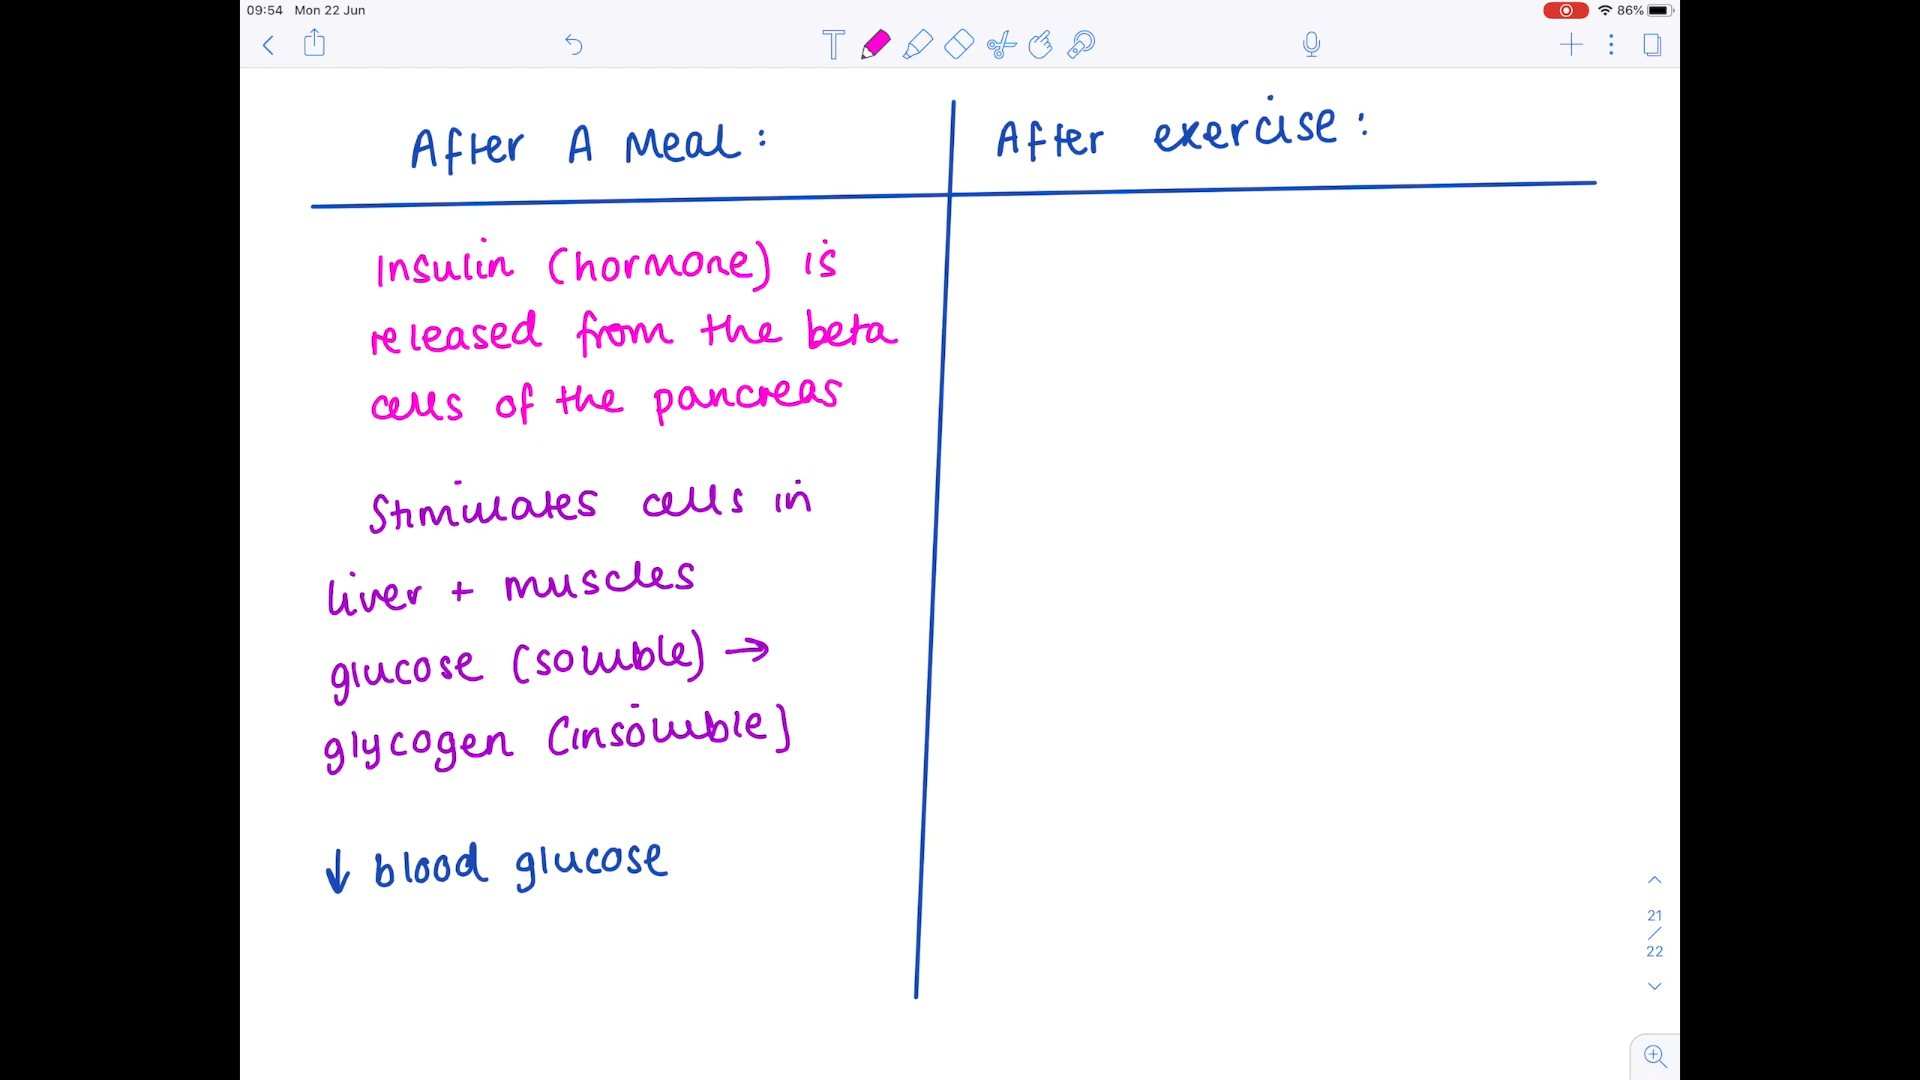 09:54 Mon 22 Jun
86%
T
After A Meal:
After exercise:
Insulin (hormone) is
released from the beta
cells of the pancreas
Stimulates cells in
liver + muscles
glucose (soluble) →
glycogen (insoluble]
↓ blood glucose
21
/
22